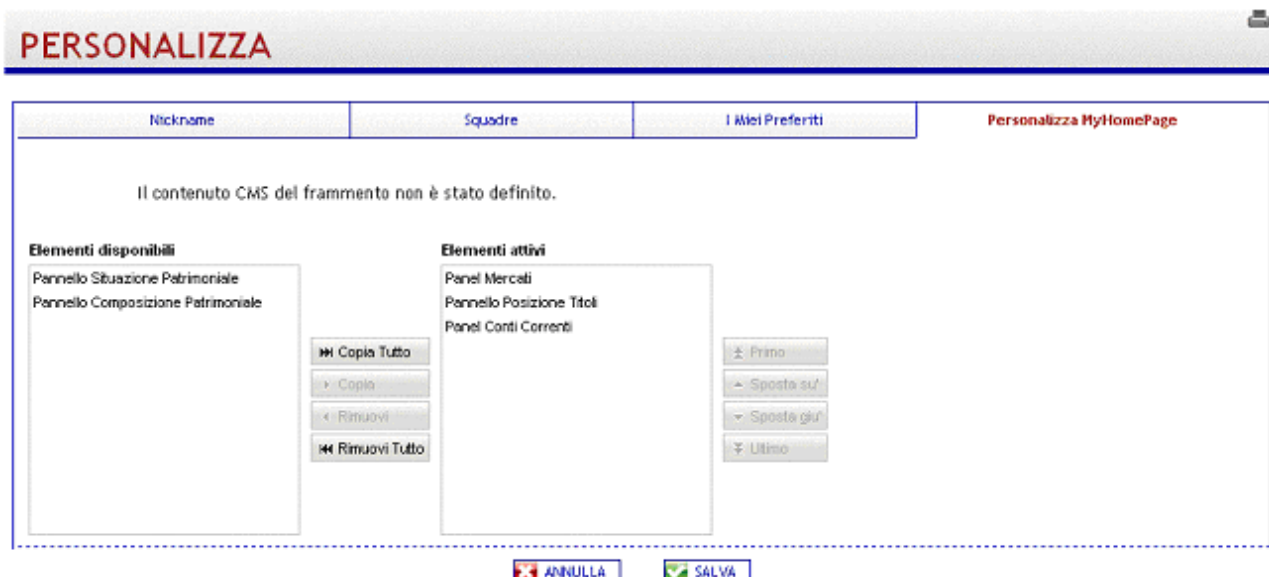 PERSONALIZZA
Nickname
Squadre
I Miei Preferiti
Personalizza MyHomePage
Il contenuto CMS del frammento non è stato definito.
Elementi disponibili
Elementi attivi
Pannello Situazione Patrimoniale
Pannello Composizione Patrimoniale
Panel Mercati
Pannello Posizione Titoli
Panel Conti Correnti
Copia Tutto
Copia
Rimuovi
Rimuovi Tutto
Primo
Sposta su'
Sposta giu'
Ultimo
ANNULLA
SALVA